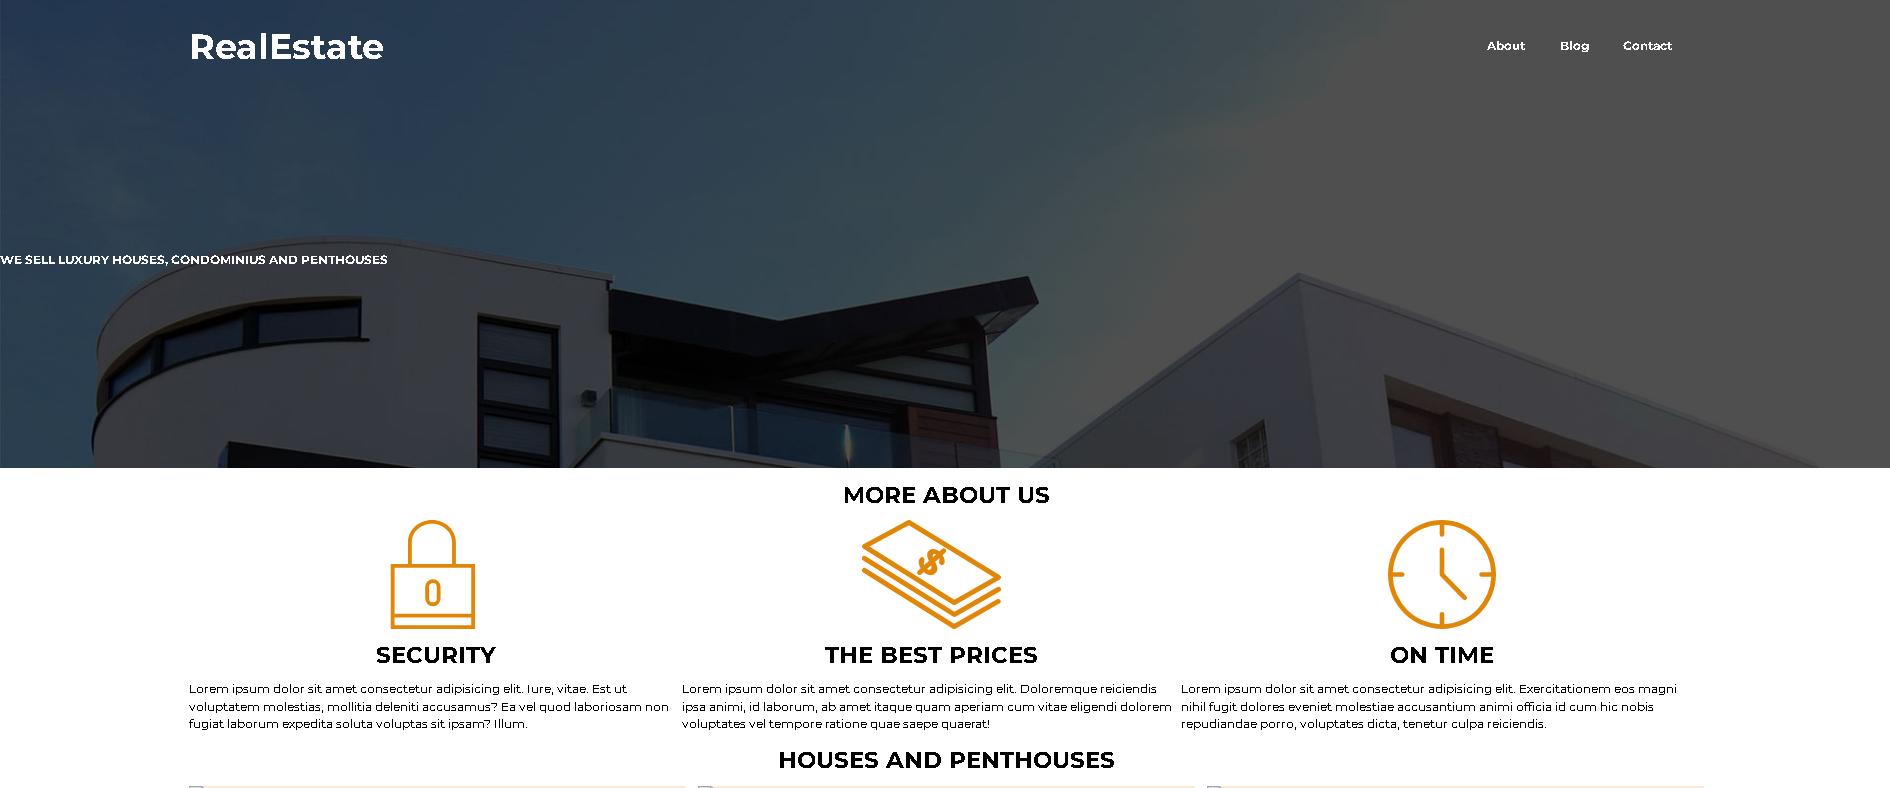 RealEstate
About Blog Contact
WE SELL LUXURY HOUSES, CONDOMINIUS AND PENTHOUSES
MORE ABOUT US
$
SECURITY
Lorem ipsum dolor sit amet consectetur adipisicing elit. Iure, vitae. Est ut
voluptatem molestias, mollitia deleniti accusamus? Ea vel quod laboriosam non
fugiat laborum expedita soluta voluptas sit ipsam? Illum.
THE BEST PRICES
Lorem ipsum dolor sit amet consectetur adipisicing elit. Doloremque reiciendis
ipsa animi, id laborum, ab amet itaque quam aperiam cum vitae eligendi dolorem
voluptates vel tempore ratione quae saepe quaerat!
ON TIME
Lorem ipsum dolor sit amet consectetur adipisicing elit. Exercitationem eos magni
nihil fugit dolores eveniet molestiae accusantium animi officia id cum hic nobis
repudiandae porro, voluptates dicta, tenetur culpa reiciendis.
HOUSES AND PENTHOUSES